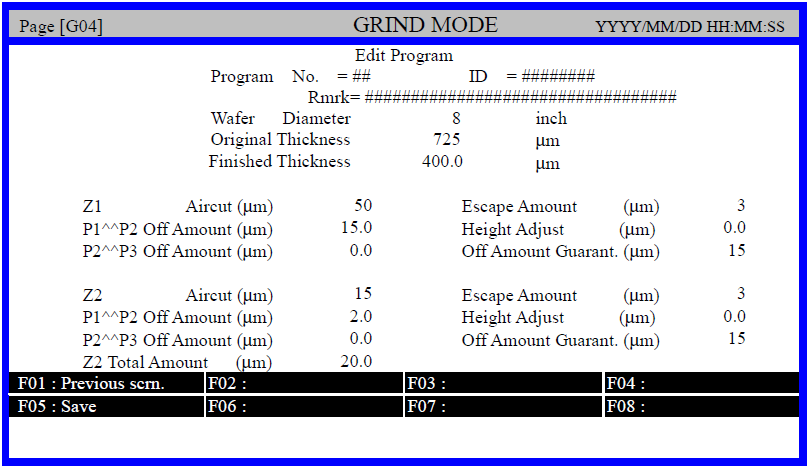 Page [G04] GRIND MODE YYYY/MM/DD HH:MM:SS
Edit Program
Program No. = ## ID = ########
Rmrk= ##################################
Wafer Diameter 8 inch
Original Thickness 725 µm
Finished Thickness 400.0 µm
Z1 Aircut (µm) 50 Escape Amount (µm) 3
P1^^P2 Off Amount (µm) 15.0 Height Adjust (µm) 0.0
P2^^P3 Off Amount (µm) 0.0 Off Amount Guarant. (µm) 15
Z2 Aircut (µm) 15 Escape Amount (µm) 3
P1^^P2 Off Amount (µm) 2.0 Height Adjust (µm) 0.0
P2^^P3 Off Amount (µm) 0.0 Off Amount Guarant. (µm) 15
Z2 Total Amount (µm) 20.0
F01 : Previous scrn. F02 : F03 : F04 :
F05 : Save F06 : F07 : F08 :